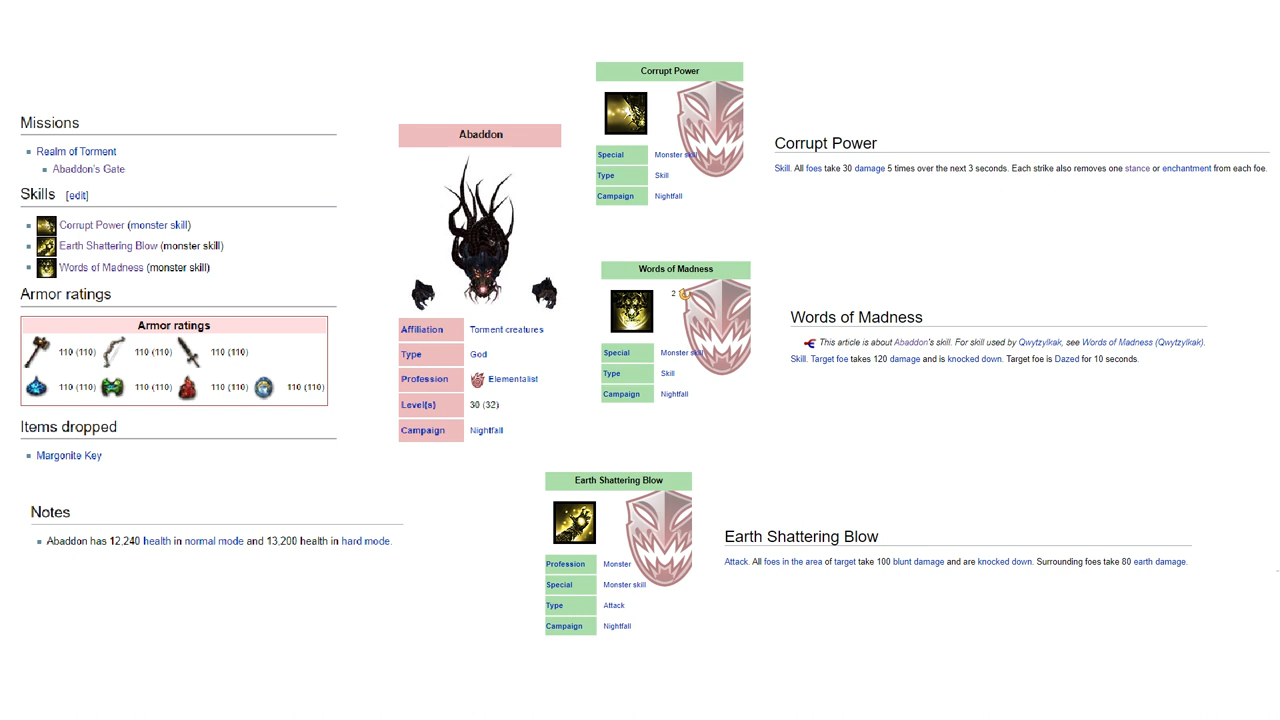 Missions
Realm of Torment
Abaddon's Gate
Skills [edit]
Corrupt Power (monster skill)
Earth Shattering Blow (monster skill)
Words of Madness (monster skill)
Armor ratings
Armor ratings
110 (110) 110 (110) 110 (110)
110 (110) 110 (110) 110 (110) 110 (110)
Items dropped
Margonite Key
Notes
Abaddon has 12,240 health in normal mode and 13,200 health in hard mode.
Abaddon
Affiliation Torment creatures
Type God
Profession Elementalist
Level(s) 30 (32)
Campaign Nightfall
Corrupt Power
Special Monster skill
Type Skill
Campaign Nightfall
Corrupt Power
Skill. All foes take 30 damage 5 times over the next 3 seconds. Each strike also removes one stance or enchantment from each foe.
Words of Madness
2
Special Monster skill
Type Skill
Campaign Nightfall
Words of Madness
This article is about Abaddon's skill. For skill used by Qwytzylkak, see Words of Madness (Qwytzylkak).
Skill. Target foe takes 120 damage and is knocked down. Target foe is Dazed for 10 seconds.
Earth Shattering Blow
Profession Monster
Special Monster skill
Type Attack
Campaign Nightfall
Earth Shattering Blow
Attack. All foes in the area of target take 100 blunt damage and are knocked down. Surrounding foes take 80 earth damage.